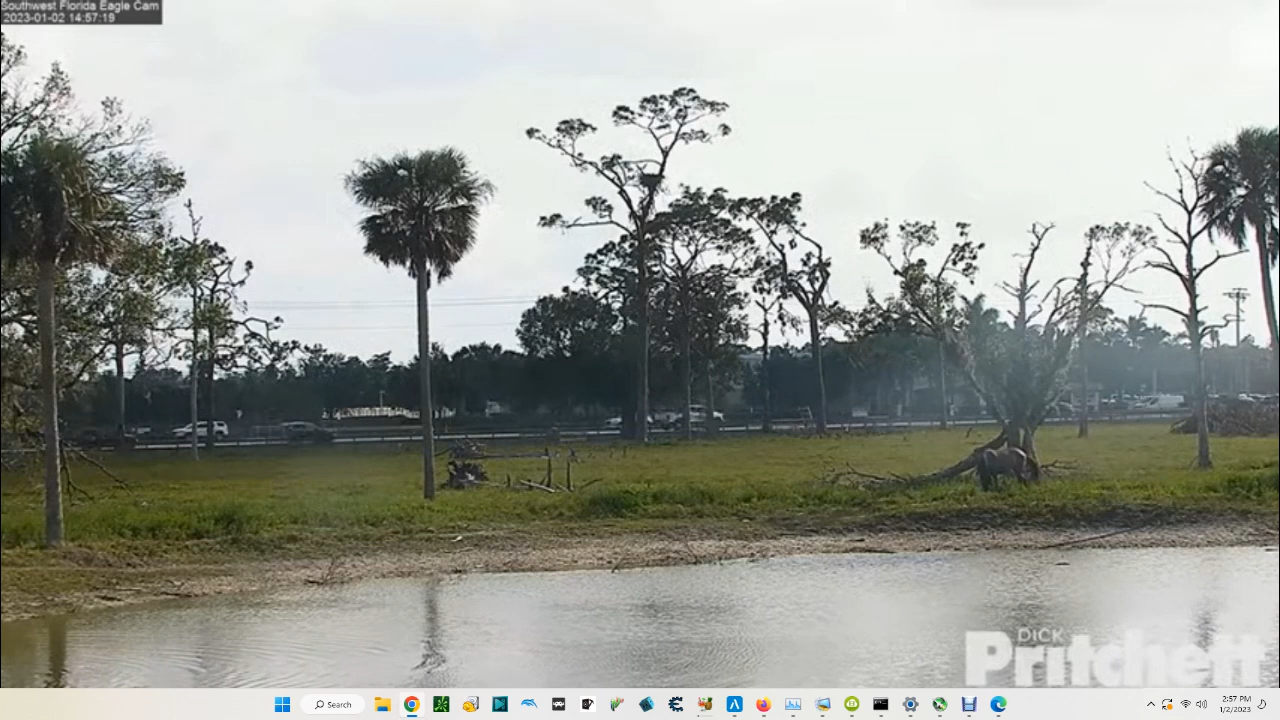 Southwest Florida Eagle Cam
2023-01-02 14:57:19
DICK
Pritchett
Search
2:57 PM
1/2/2023